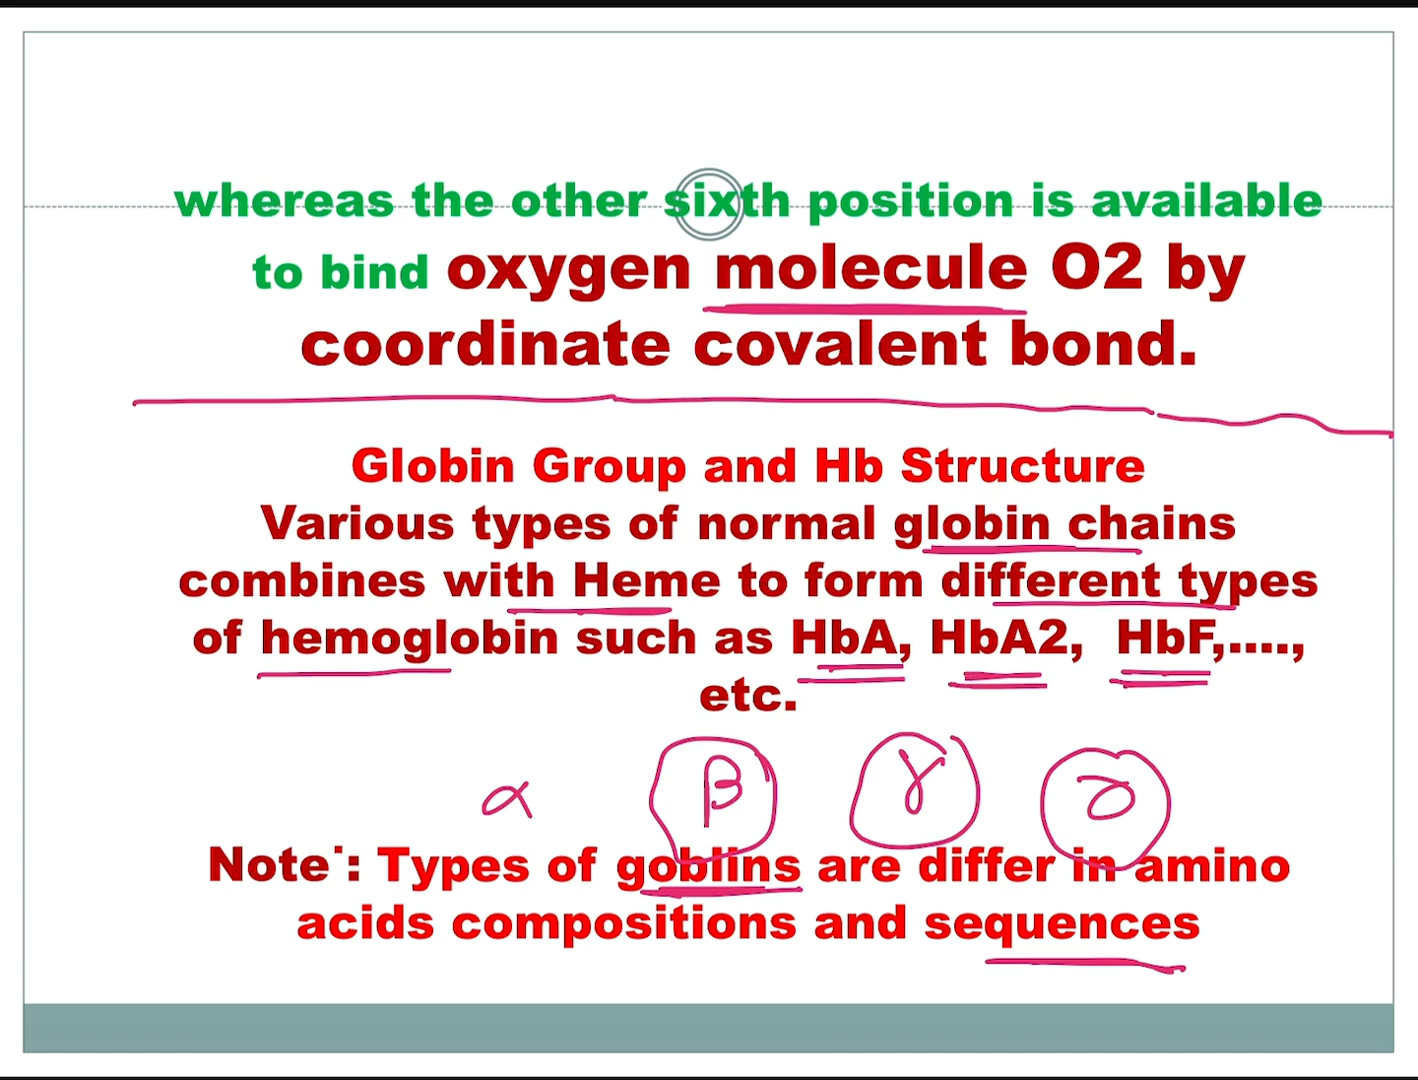 whereas the other sixth position is available
to bind oxygen molecule O2 by
coordinate covalent bond.
Globin Group and Hb Structure
Various types of normal globin chains
combines with Heme to form different types
of hemoglobin such as HbA, HbA2, HbF,....,
etc.
α β γ δ
Note˙: Types of goblins are differ in amino
acids compositions and sequences